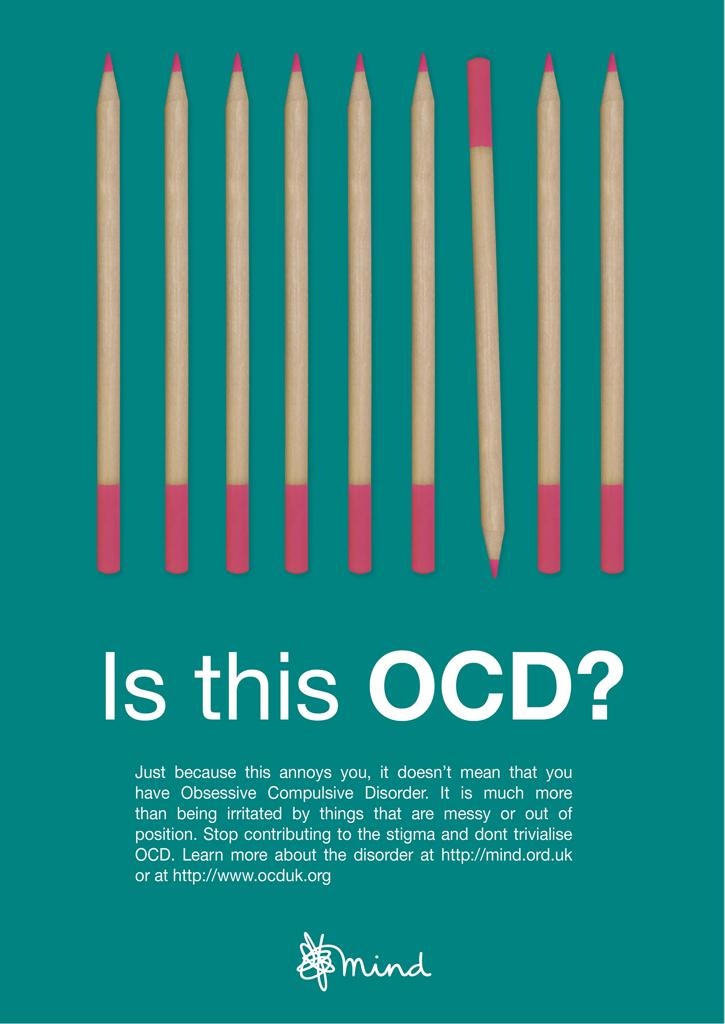 Is this OCD?
Just because this annoys you, it doesn't mean that you
have Obsessive Compulsive Disorder. It is much more
than being irritated by things that are messy or out of
position. Stop contributing to the stigma and dont trivialise
OCD. Learn more about the disorder at http://mind.ord.uk
or at http://www.ocduk.org
mind